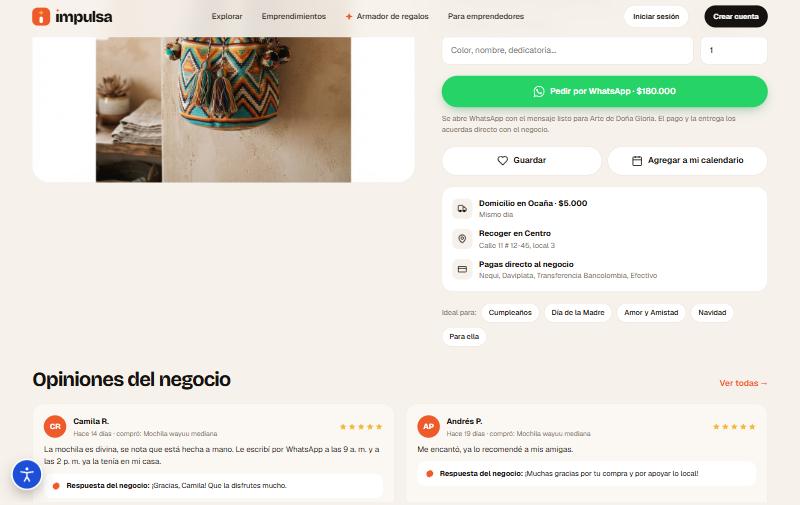 impulsa
Explorar
Emprendimientos
Armador de regalos
Para emprendedores
Iniciar sesión
Crear cuenta
Color, nombre, dedicatoria...
1
Pedir por WhatsApp · $180.000
Se abre WhatsApp con el mensaje listo para Arte de Doña Gloria. El pago y la entrega los
acuerdas directo con el negocio.
Guardar
Agregar a mi calendario
Domicilio en Ocaña · $5.000
Mismo día
Recoger en Centro
Calle 11 # 12-45, local 3
Pagas directo al negocio
Nequi, Daviplata, Transferencia Bancolombia, Efectivo
Ideal para:
Cumpleaños
Día de la Madre
Amor y Amistad
Navidad
Para ella
Opiniones del negocio
Ver todas →
CR
Camila R.
Hace 14 días · compró: Mochila wayuu mediana
La mochila es divina, se nota que está hecha a mano. Le escribí por WhatsApp a las 9 a. m. y a
las 2 p. m. ya la tenía en mi casa.
Respuesta del negocio: ¡Gracias, Camila! Que la disfrutes mucho.
AP
Andrés P.
Hace 19 días · compró: Mochila wayuu mediana
Me encantó, ya lo recomendé a mis amigas.
Respuesta del negocio: ¡Muchas gracias por tu compra y por apoyar lo local!